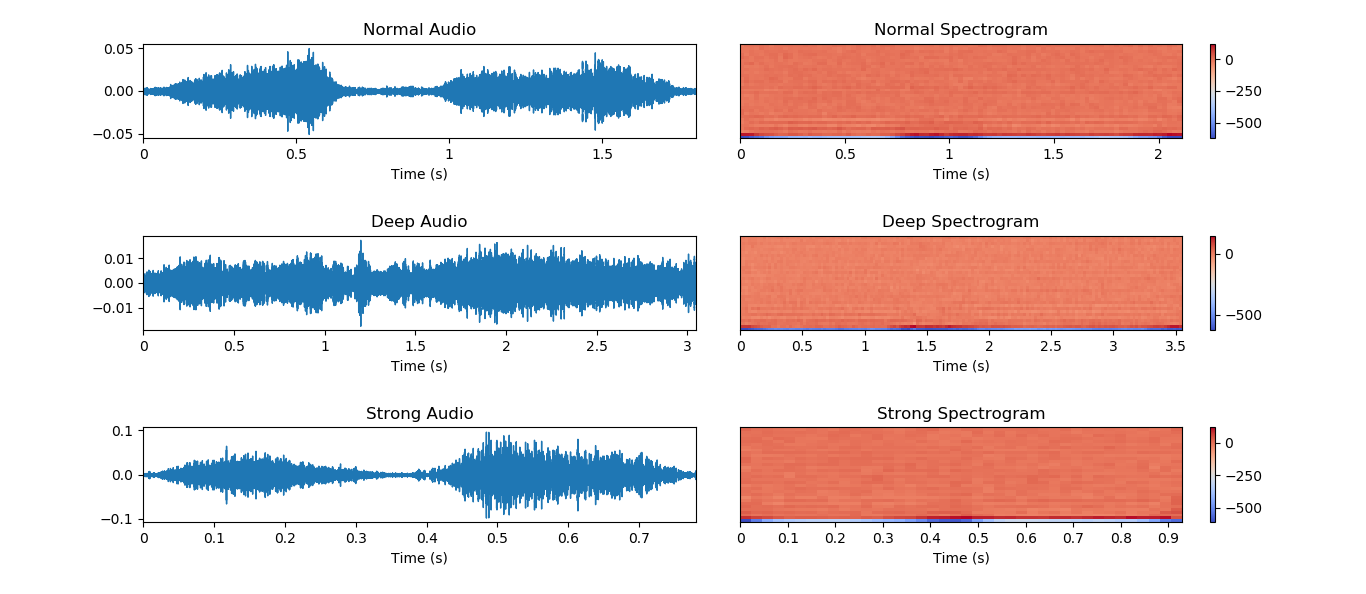 Normal Audio
0.05
0.00
−0.05
0 0.5 1 1.5
Time (s)
Normal Spectrogram
0 0.5 1 1.5 2
Time (s)
0
−250
−500
Deep Audio
0.01
0.00
−0.01
0 0.5 1 1.5 2 2.5 3
Time (s)
Deep Spectrogram
0 0.5 1 1.5 2 2.5 3 3.5
Time (s)
0
−500
Strong Audio
0.1
0.0
−0.1
0 0.1 0.2 0.3 0.4 0.5 0.6 0.7
Time (s)
Strong Spectrogram
0 0.1 0.2 0.3 0.4 0.5 0.6 0.7 0.8 0.9
Time (s)
0
−250
−500